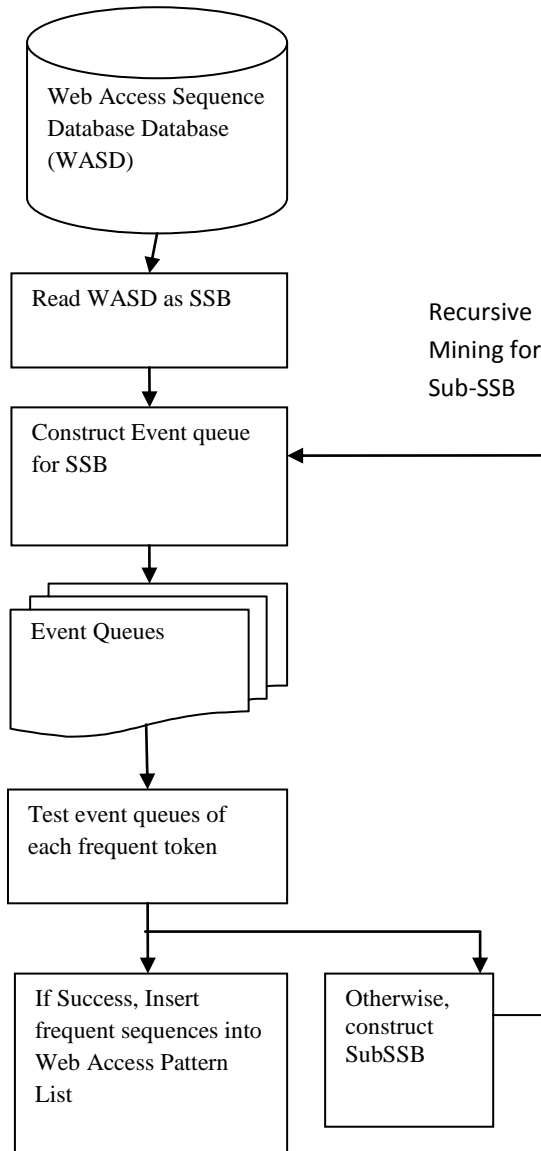 Web Access Sequence
Database Database
(WASD)
Read WASD as SSB
Recursive
Mining for
Sub-SSB
Construct Event queue
for SSB
Event Queues
Test event queues of
each frequent token
If Success, Insert
frequent sequences into
Web Access Pattern
List
Otherwise,
construct
SubSSB